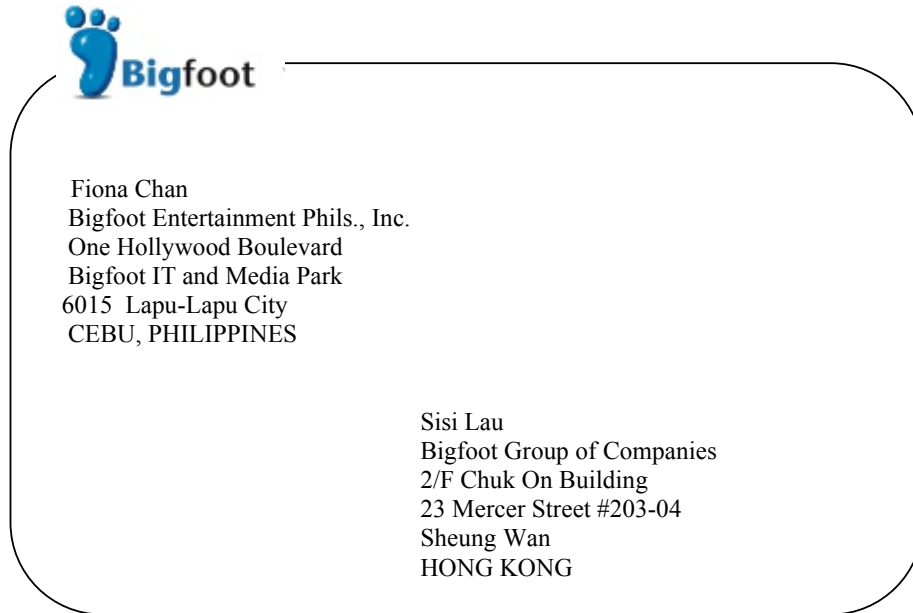 Bigfoot
Fiona Chan
Bigfoot Entertainment Phils., Inc.
One Hollywood Boulevard
Bigfoot IT and Media Park
6015  Lapu-Lapu City
CEBU, PHILIPPINES
Sisi Lau
Bigfoot Group of Companies
2/F Chuk On Building
23 Mercer Street #203-04
Sheung Wan
HONG KONG